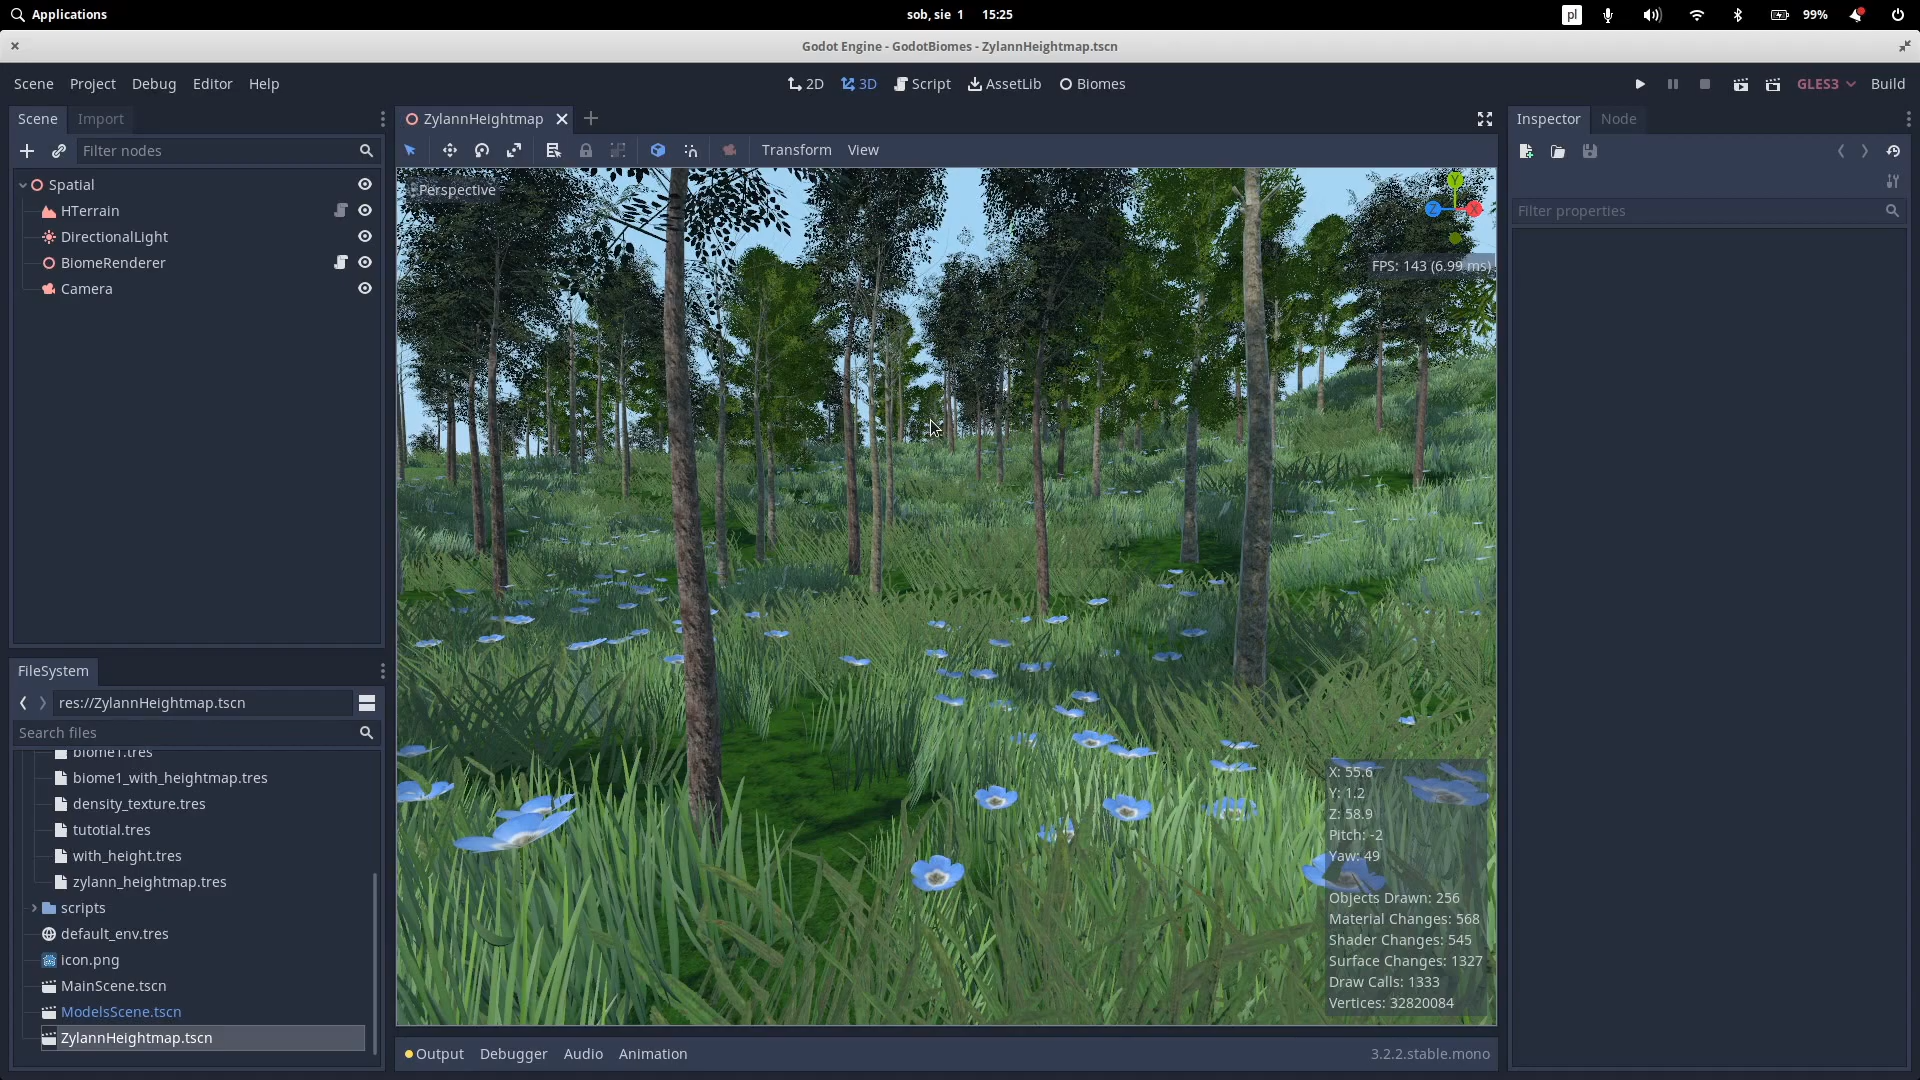 Applications
sob, sie 1 15:25
pl
99%
Godot Engine - GodotBiomes - ZylannHeightmap.tscn
Scene Project Debug Editor Help
2D 3D Script AssetLib Biomes
GLES3 Build
Scene Import
ZylannHeightmap
Inspector Node
Filter nodes
Transform View
Spatial
HTerrain
DirectionalLight
BiomeRenderer
Camera
Perspective
Y
Z
X
FPS: 143 (6.99 ms)
Filter properties
FileSystem
res://ZylannHeightmap.tscn
Search files
biome1.tres
biome1_with_heightmap.tres
density_texture.tres
tutotial.tres
with_height.tres
zylann_heightmap.tres
scripts
default_env.tres
icon.png
MainScene.tscn
ModelsScene.tscn
ZylannHeightmap.tscn
X: 55.6
Y: 1.2
Z: 58.9
Pitch: -2
Yaw: 49
Objects Drawn: 256
Material Changes: 568
Shader Changes: 545
Surface Changes: 1327
Draw Calls: 1333
Vertices: 32820084
Output Debugger Audio Animation
3.2.2.stable.mono